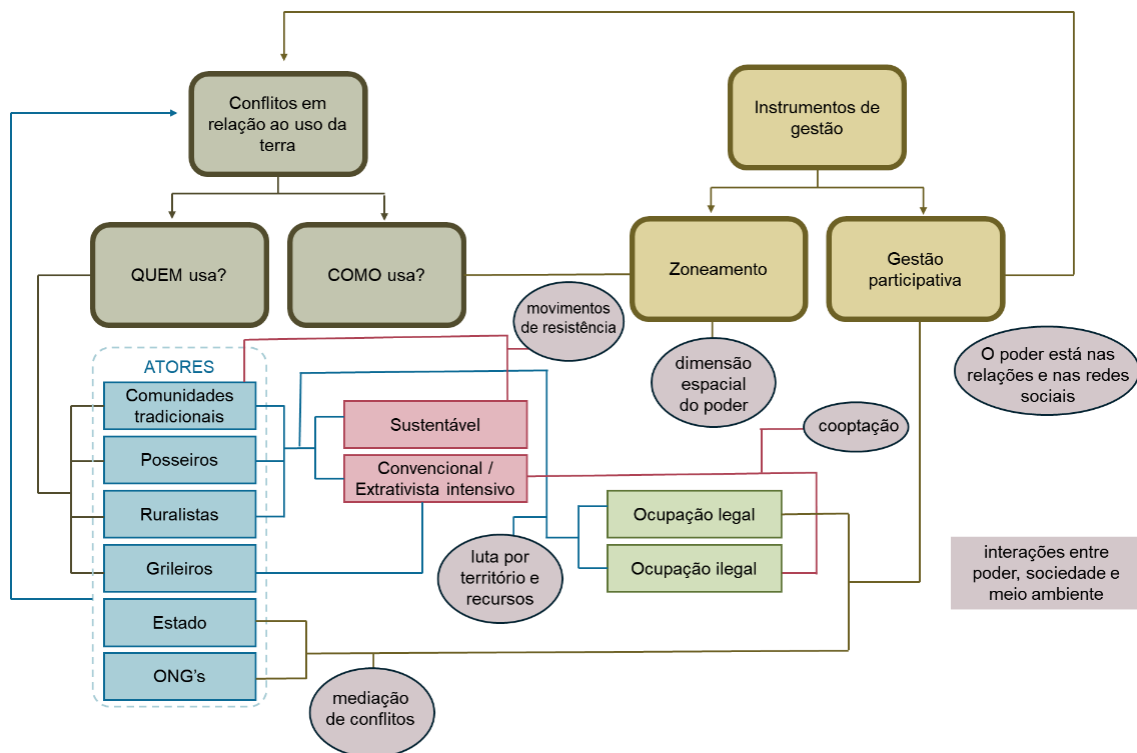 Conflitos em
relação ao uso da
terra
Instrumentos de
gestão
QUEM usa?
COMO usa?
Zoneamento
Gestão
participativa
movimentos
de resistência
dimensão
espacial
do poder
O poder está nas
relações e nas redes
sociais
ATORES
Comunidades
tradicionais
Posseiros
Ruralistas
Grileiros
Estado
ONG's
Sustentável
Convencional /
Extrativista intensivo
cooptação
Ocupação legal
Ocupação ilegal
luta por
território e
recursos
interações entre
poder, sociedade e
meio ambiente
mediação
de conflitos